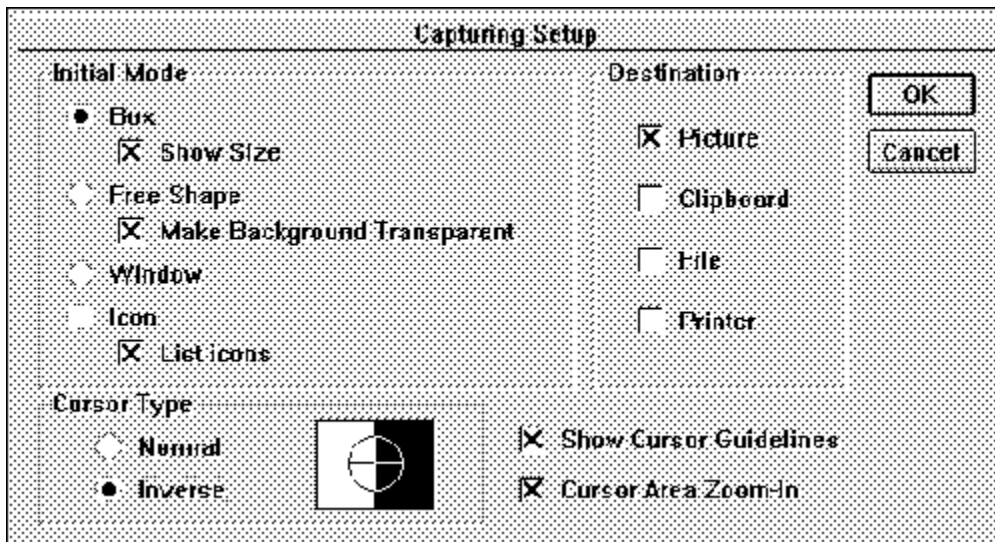 Capturing Setup
Initial Mode
Box
Show Size
Free Shape
Make Background Transparent
Window
Icon
List icons
Destination
Picture
Clipboard
File
Printer
OK
Cancel
Cursor Type
Normal
Inverse
Show Cursor Guidelines
Cursor Area Zoom-In